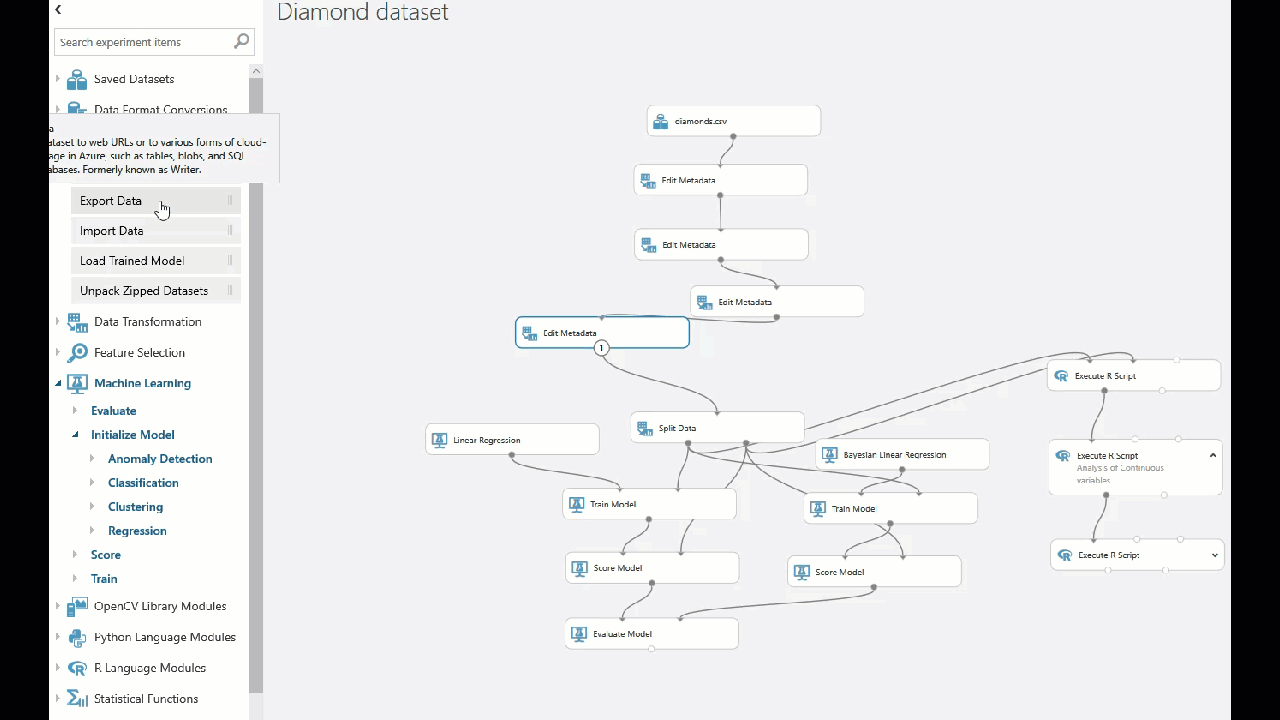 Diamond dataset
Search experiment items
Saved Datasets
Data Format Conversions
a
ataset to web URLs or to various forms of cloud-
age in Azure, such as tables, blobs, and SQL
abases. Formerly known as Writer.
Export Data
Import Data
Load Trained Model
Unpack Zipped Datasets
Data Transformation
Feature Selection
Machine Learning
Evaluate
Initialize Model
Anomaly Detection
Classification
Clustering
Regression
Score
Train
OpenCV Library Modules
Python Language Modules
R Language Modules
Statistical Functions
diamonds.csv
Edit Metadata
Edit Metadata
Edit Metadata
Edit Metadata
1
Execute R Script
Split Data
Linear Regression
Bayesian Linear Regression
Execute R Script
Analysis of Continuous
variables
Train Model
Train Model
Execute R Script
Score Model
Score Model
Evaluate Model